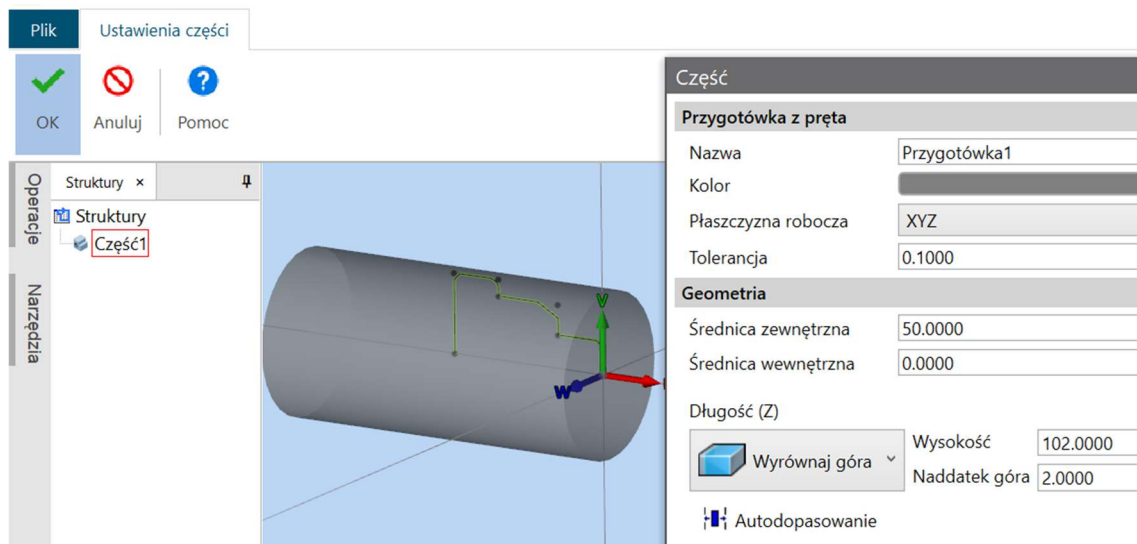 Plik
Ustawienia części
OK
Anuluj
Pomoc
Operacje
Narzędzia
Struktury ×
Struktury
Część1
V
W
Część
Przygotówka z pręta
Nazwa Przygotówka1
Kolor
Płaszczyzna robocza XYZ
Tolerancja 0.1000
Geometria
Średnica zewnętrzna 50.0000
Średnica wewnętrzna 0.0000
Długość (Z)
Wyrównaj góra
Wysokość 102.0000
Naddatek góra 2.0000
Autodopasowanie